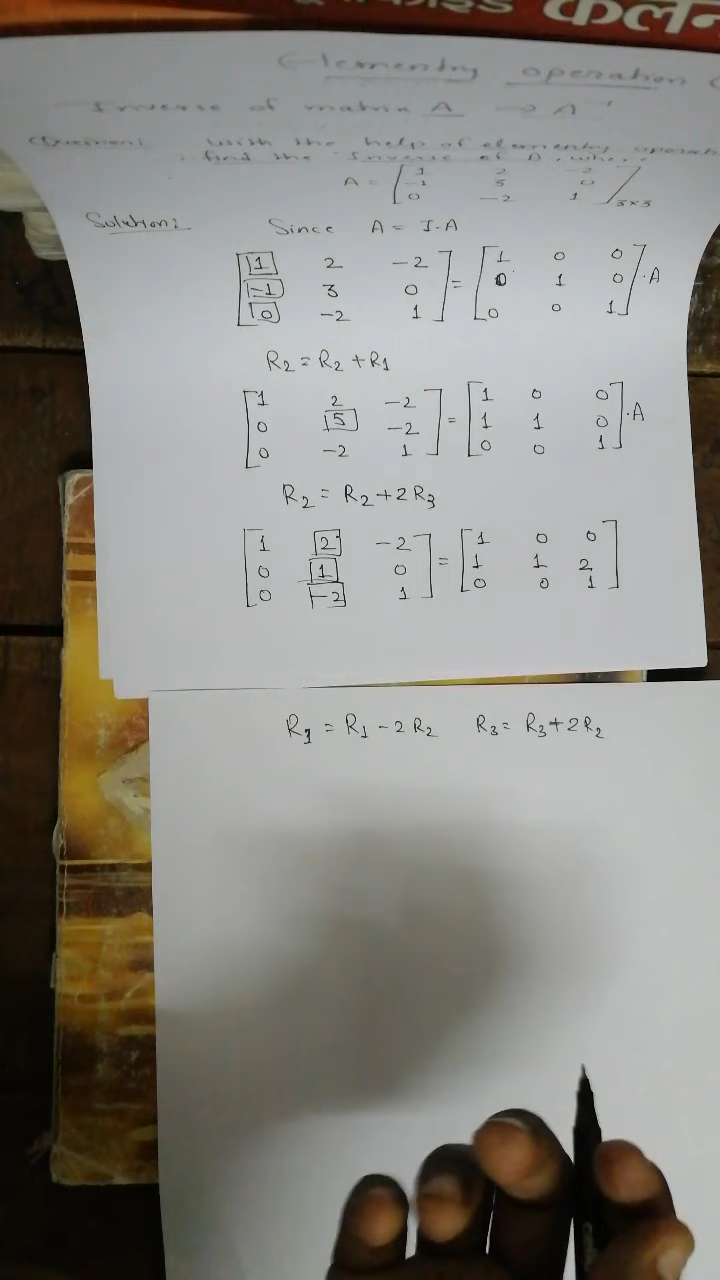 कलन
Elementry operation
Inverse of matrix A → A⁻¹
Question: With the help of elementry operati
find the Inverse of A, where
A = [ 1 2 -2
-1 3 0
0 -2 1 ]3×3
Solution: Since A = I·A
[ 1 2 -2 ] = [ 1 0 0 ]
[ -1 3 0 ] [ 0 1 0 ] ·A
[ 0 -2 1 ] [ 0 0 1 ]
R2 = R2 + R1
[ 1 2 -2 ] = [ 1 0 0 ]
[ 0 5 -2 ] [ 1 1 0 ] ·A
[ 0 -2 1 ] [ 0 0 1 ]
R2 = R2 + 2R3
[ 1 2 -2 ] = [ 1 0 0 ]
[ 0 1 0 ] [ 1 1 2 ]
[ 0 -2 1 ] [ 0 0 1 ]
R1 = R1 - 2R2 R3 = R3 + 2R2